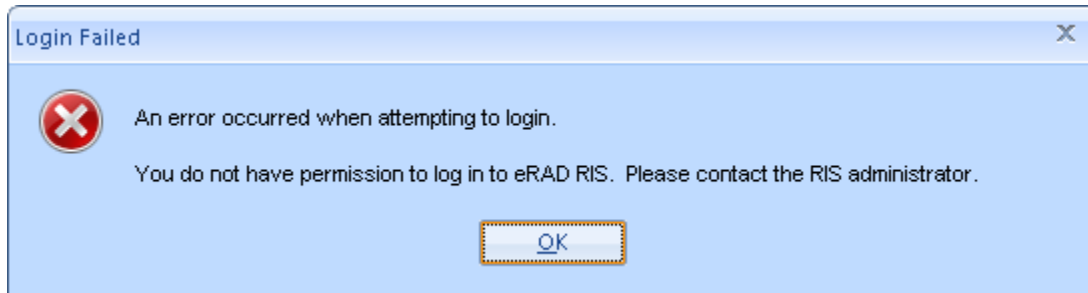 Login Failed
An error occurred when attempting to login.
You do not have permission to log in to eRAD RIS.  Please contact the RIS administrator.
OK